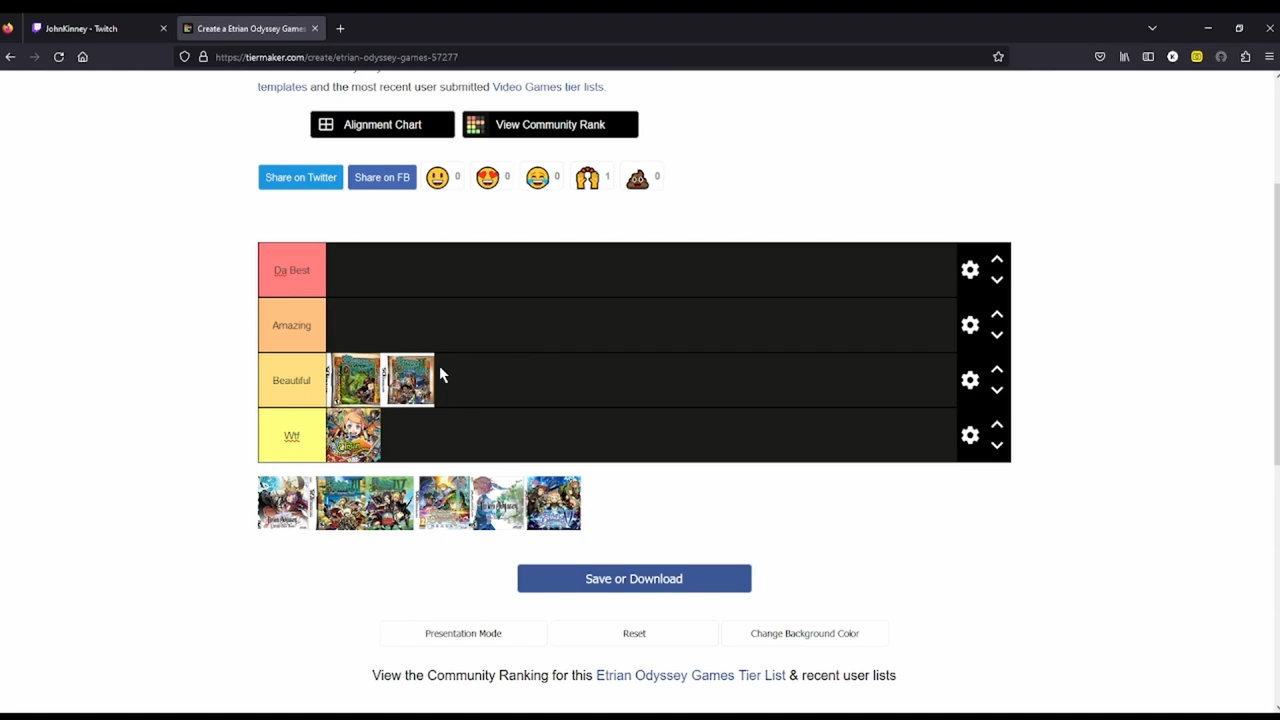 JohnKinney - Twitch
Create a Etrian Odyssey Games
https://tiermaker.com/create/etrian-odyssey-games-57277
templates and the most recent user submitted Video Games tier lists.
Alignment Chart
View Community Rank
Share on Twitter
Share on FB
0
0
0
1
0
Da Best
Amazing
Beautiful
Wtf
Save or Download
Presentation Mode
Reset
Change Background Color
View the Community Ranking for this Etrian Odyssey Games Tier List & recent user lists